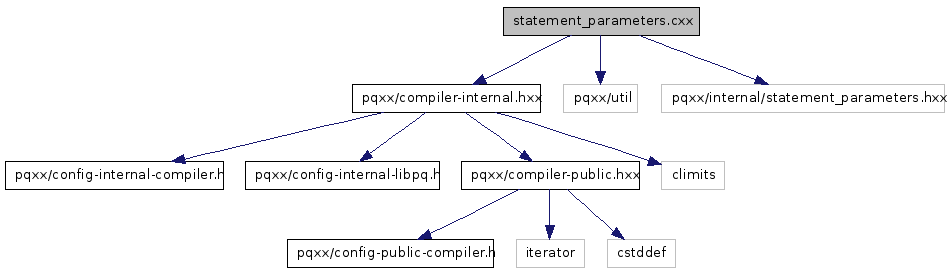 statement_parameters.cxx
pqxx/compiler-internal.hxx
pqxx/util
pqxx/internal/statement_parameters.hxx
pqxx/config-internal-compiler.h
pqxx/config-internal-libpq.h
pqxx/compiler-public.hxx
climits
pqxx/config-public-compiler.h
iterator
cstddef